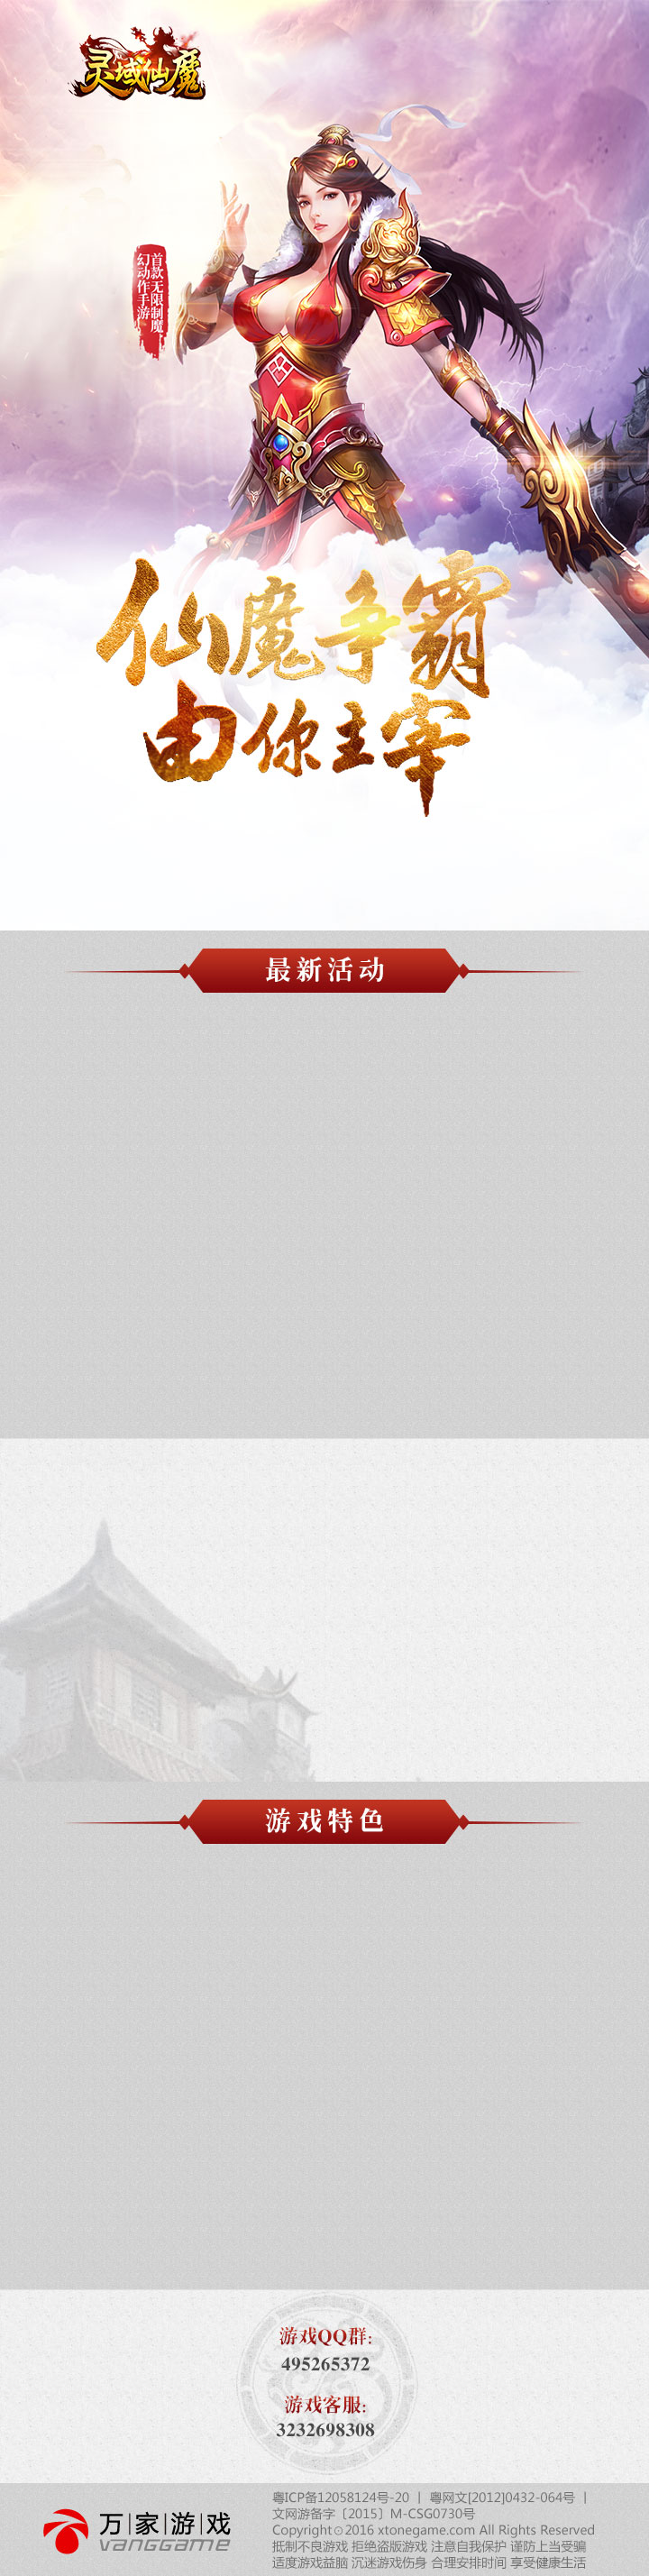 灵域仙魔
首款无限制魔
幻动作手游
仙魔争霸
由你主宰
最新活动
游戏特色
游戏QQ群:
495265372
游戏客服:
3232698308
万家游戏
vanggame
粤ICP备12058124号-20 | 粤网文[2012]0432-064号 |
文网游备字〔2015〕M-CSG0730号
Copyright⊙2016 xtonegame.com All Rights Reserved
抵制不良游戏 拒绝盗版游戏 注意自我保护 谨防上当受骗
适度游戏益脑 沉迷游戏伤身 合理安排时间 享受健康生活